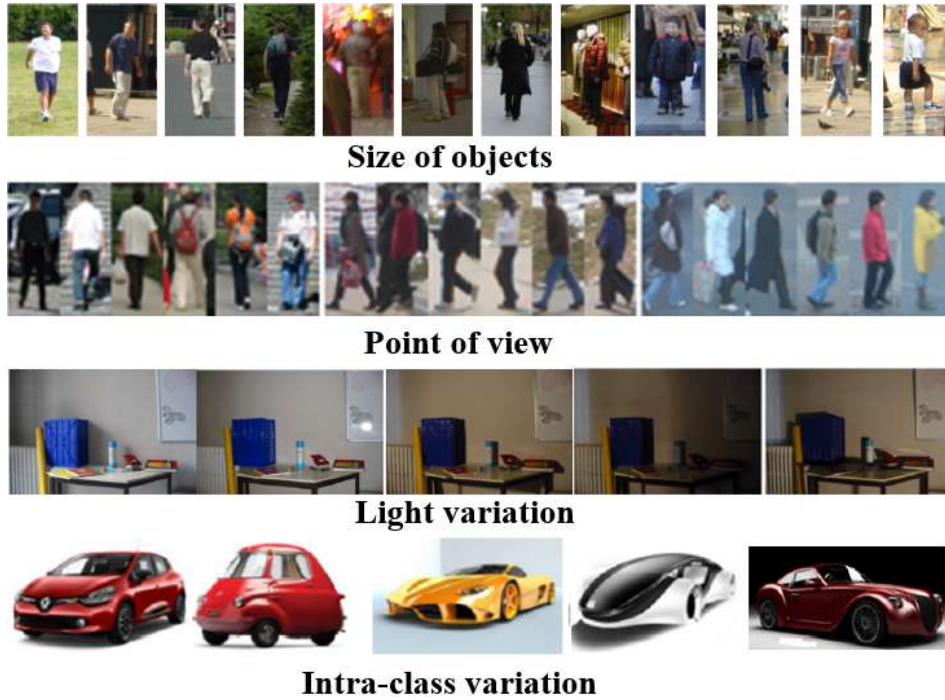 Size of objects
Point of view
Light variation
Intra-class variation